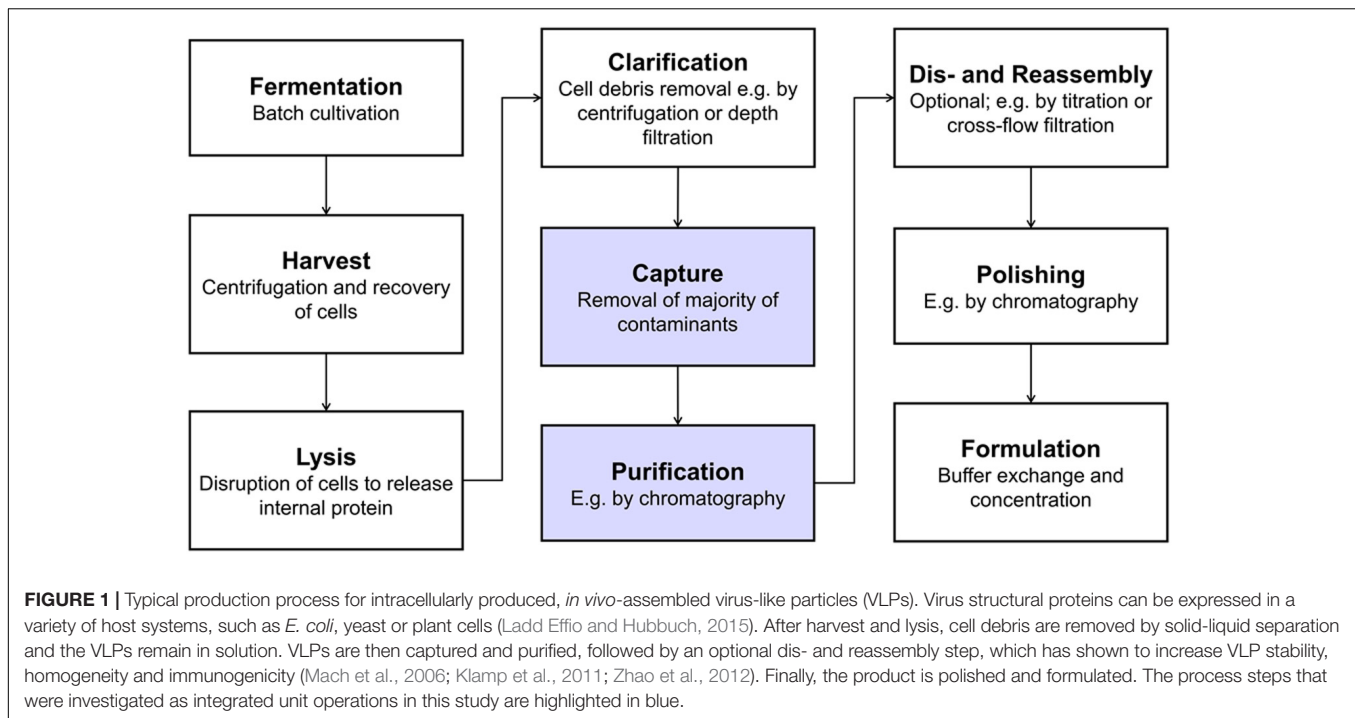 Fermentation
Batch cultivation
Harvest
Centrifugation and recovery
of cells
Lysis
Disruption of cells to release
internal protein
Clarification
Cell debris removal e.g. by
centrifugation or depth
filtration
Capture
Removal of majority of
contaminants
Purification
E.g. by chromatography
Dis- and Reassembly
Optional; e.g. by titration or
cross-flow filtration
Polishing
E.g. by chromatography
Formulation
Buffer exchange and
concentration
FIGURE 1 | Typical production process for intracellularly produced, in vivo-assembled virus-like particles (VLPs). Virus structural proteins can be expressed in a
variety of host systems, such as E. coli, yeast or plant cells (Ladd Effio and Hubbuch, 2015). After harvest and lysis, cell debris are removed by solid-liquid separation
and the VLPs remain in solution. VLPs are then captured and purified, followed by an optional dis- and reassembly step, which has shown to increase VLP stability,
homogeneity and immunogenicity (Mach et al., 2006; Klamp et al., 2011; Zhao et al., 2012). Finally, the product is polished and formulated. The process steps that
were investigated as integrated unit operations in this study are highlighted in blue.